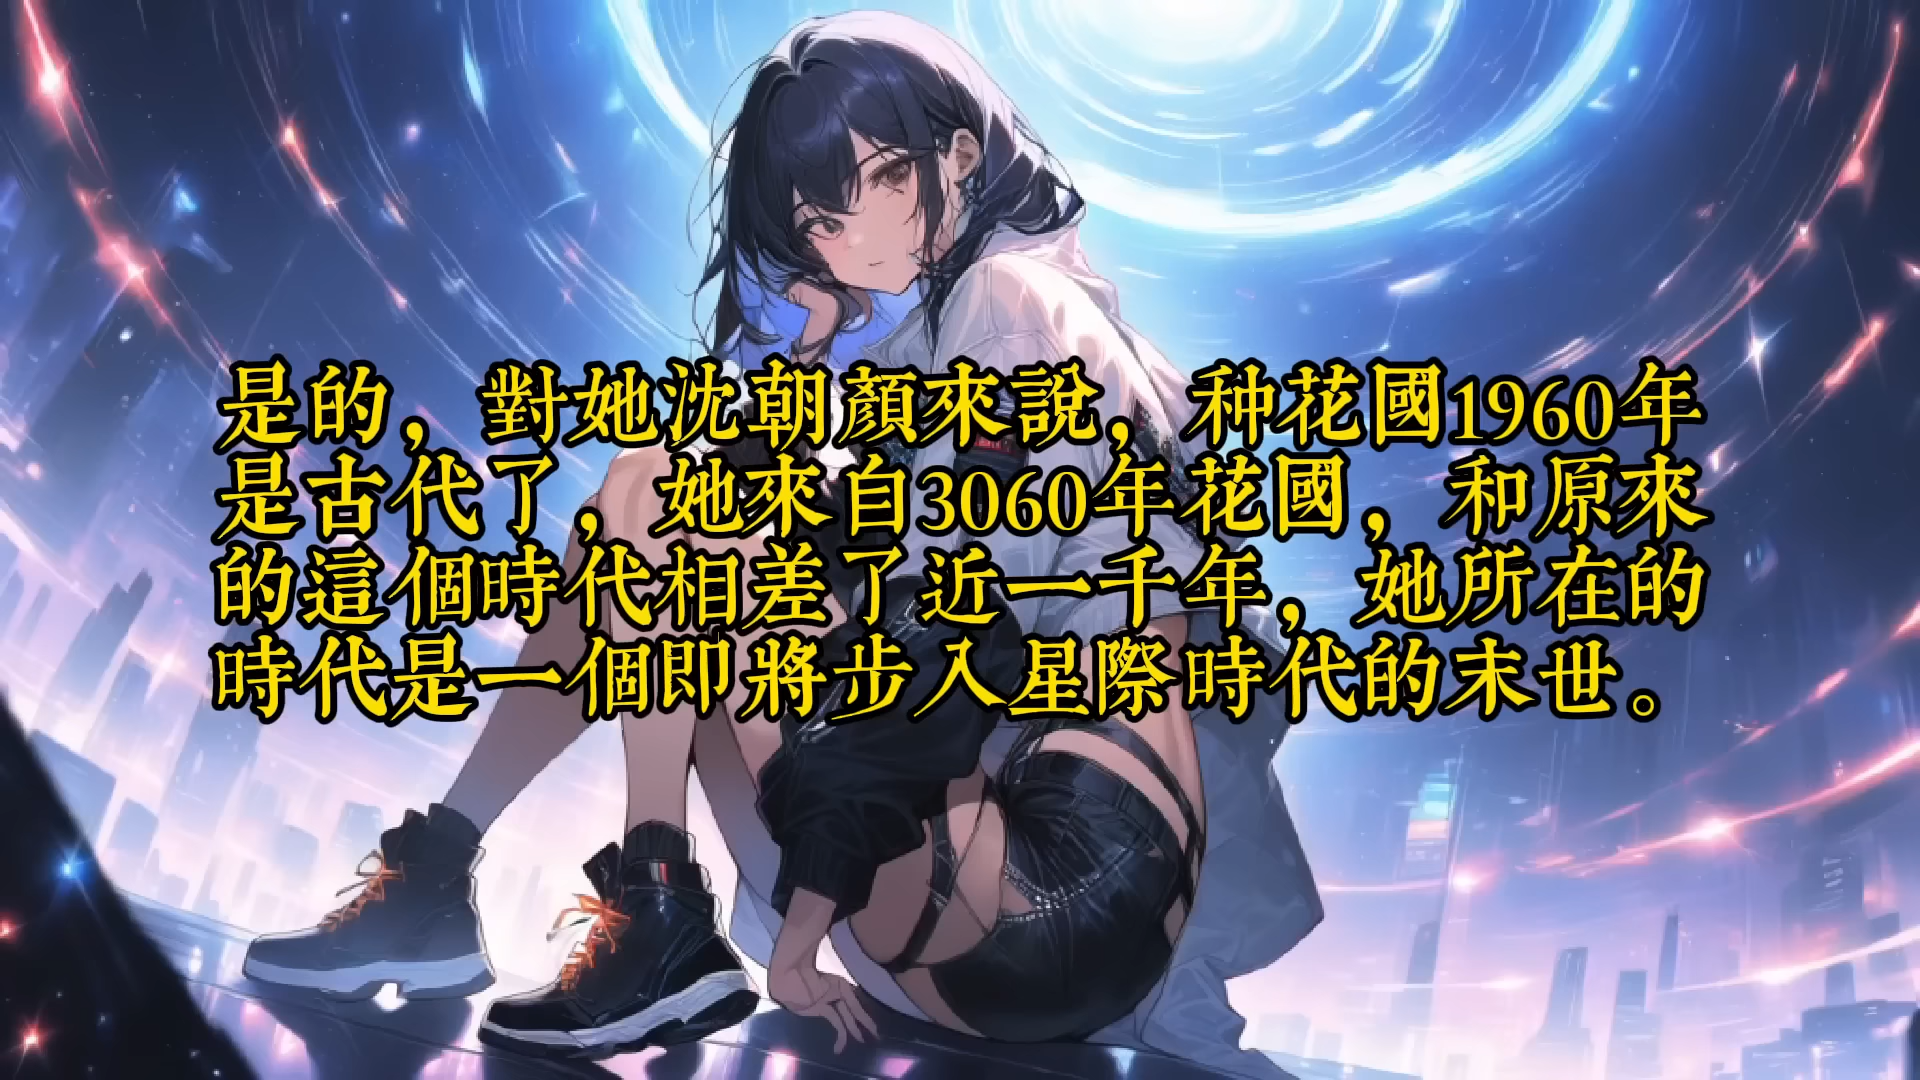 是的，對她沈朝顏來說，种花國1960年
是古代了，她來自3060年花國，和原來
的這個時代相差了近一千年，她所在的
時代是一個即將步入星際時代的末世。